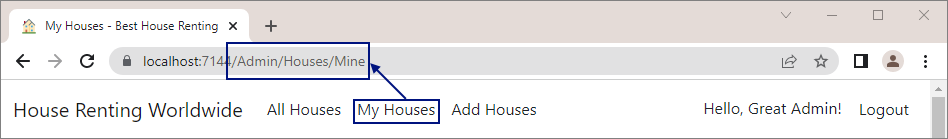 My Houses - Best House Renting
localhost:7144/Admin/Houses/Mine
House Renting Worldwide All Houses My Houses Add Houses Hello, Great Admin! Logout